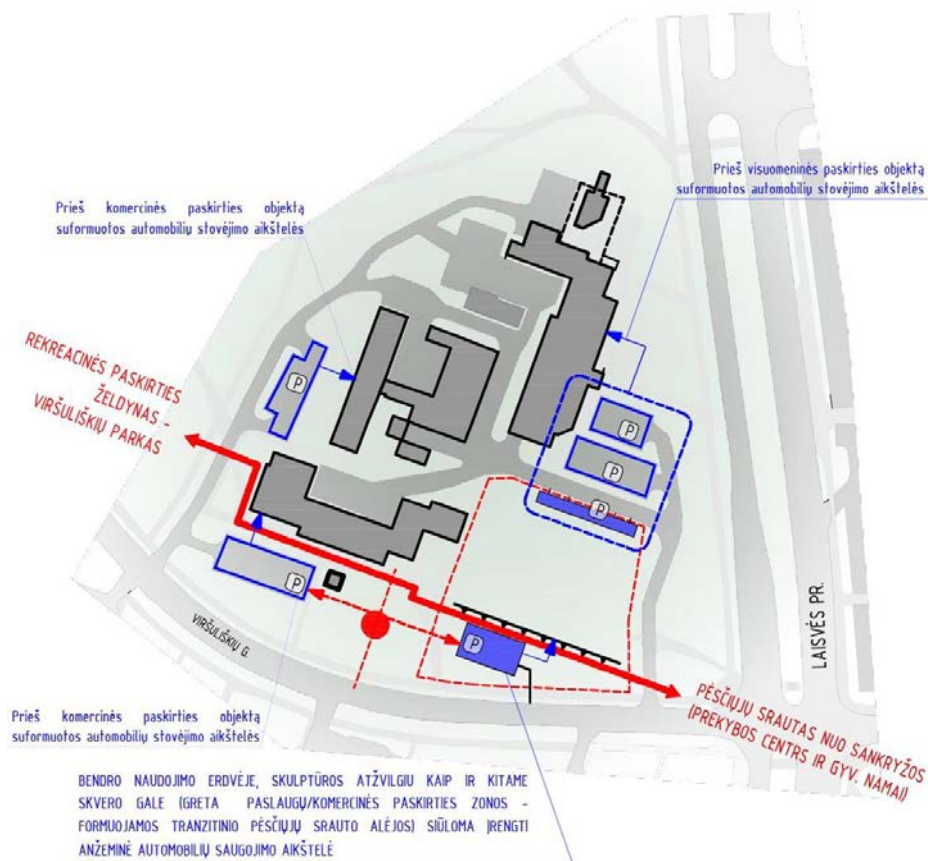 Prieš visuomeninės paskirties objektą
suformuotos automobilių stovėjimo aikštelės
Prieš komercinės paskirties objektą
suformuotos automobilių stovėjimo aikštelės
REKREACINĖS PASKIRTIES
ŽELDYNAS -
VIRŠULIŠKIŲ PARKAS
P
P
P
P
P
P
VIRŠULIŠKIŲ G.
LAISVĖS PR.
PĖSČIŲJŲ SRAUTAS NUO SANKRYŽOS
(PREKYBOS CENTRS IR GYV. NAMAI)
Prieš komercinės paskirties objektą
suformuotos automobilių stovėjimo aikštelės
BENDRO NAUDOJIMO ERDVĖJE, SKULPTŪROS ATŽVILGIU KAIP IR KITAME
SKVERO GALE (GRETA PASLAUGŲ/KOMERCINĖS PASKIRTIES ZONOS -
FORMUOJAMOS TRANZITINIO PĖSČIŲJŲ SRAUTO ALĖJOS) SIŪLOMA ĮRENGTI
ANŽEMINĖ AUTOMOBILIŲ SAUGOJIMO AIKŠTELĖ